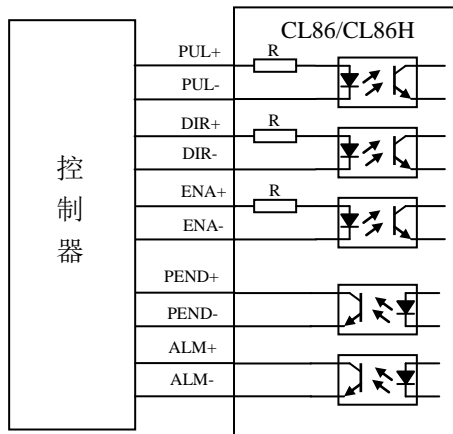 CL86/CL86H
PUL+
R
PUL-
DIR+
R
DIR-
ENA+
R
ENA-
PEND+
PEND-
ALM+
ALM-
控
制
器